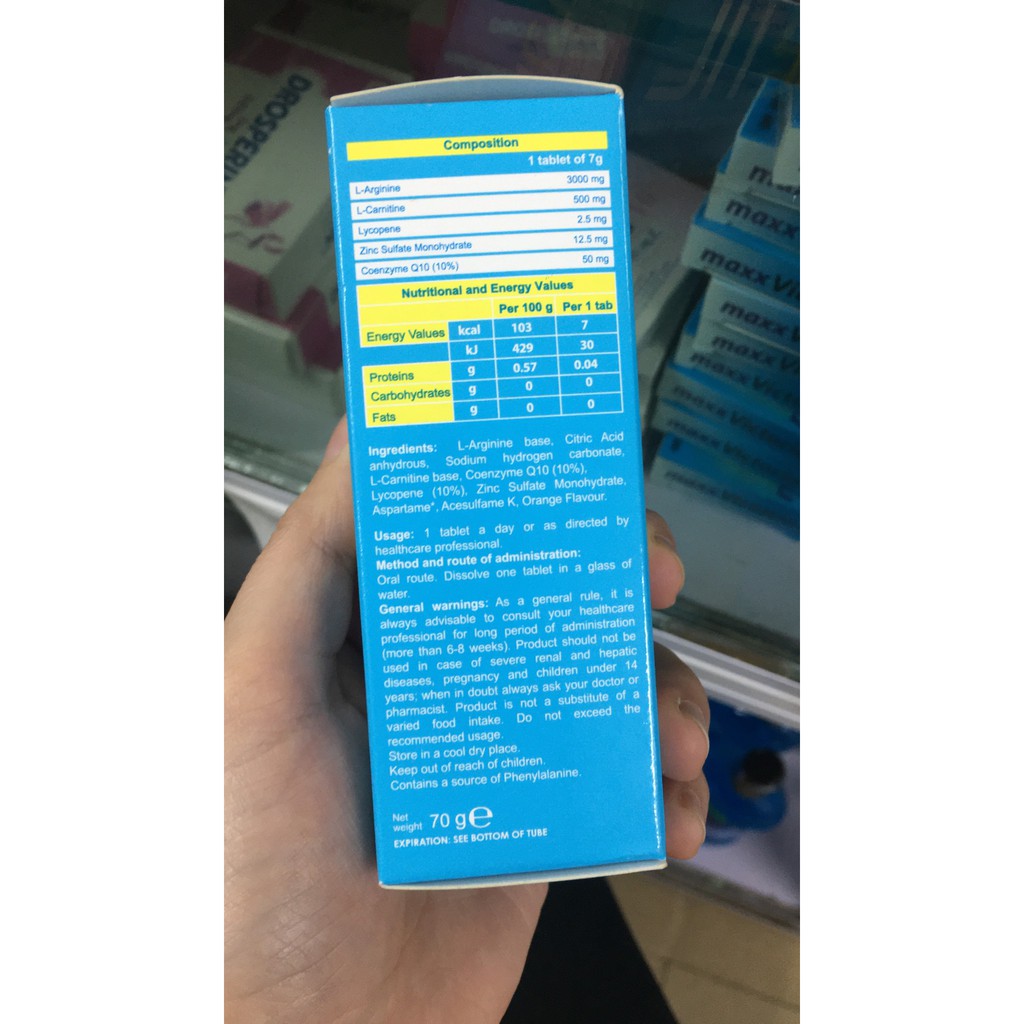 Composition
1 tablet of 7g
L-Arginine 3000 mg
L-Carnitine 500 mg
Lycopene 2.5 mg
Zinc Sulfate Monohydrate 12.5 mg
Coenzyme Q10 (10%) 50 mg
Nutritional and Energy Values
Per 100 g Per 1 tab
Energy Values kcal 103 7
kJ 429 30
Proteins g 0.57 0.04
Carbohydrates g 0 0
Fats g 0 0
Ingredients: L-Arginine base, Citric Acid
anhydrous, Sodium hydrogen carbonate,
L-Carnitine base, Coenzyme Q10 (10%),
Lycopene (10%), Zinc Sulfate Monohydrate,
Aspartame*, Acesulfame K, Orange Flavour.
Usage: 1 tablet a day or as directed by
healthcare professional.
Method and route of administration:
Oral route. Dissolve one tablet in a glass of
water.
General warnings: As a general rule, it is
always advisable to consult your healthcare
professional for long period of administration
(more than 6-8 weeks). Product should not be
used in case of severe renal and hepatic
diseases, pregnancy and children under 14
years; when in doubt always ask your doctor or
pharmacist. Product is not a substitute of a
varied food intake. Do not exceed the
recommended usage.
Store in a cool dry place.
Keep out of reach of children.
Contains a source of Phenylalanine.
Net
weight 70 g ℮
EXPIRATION: SEE BOTTOM OF TUBE
maxx
maxx
maxx
maxx
maxx
maxx